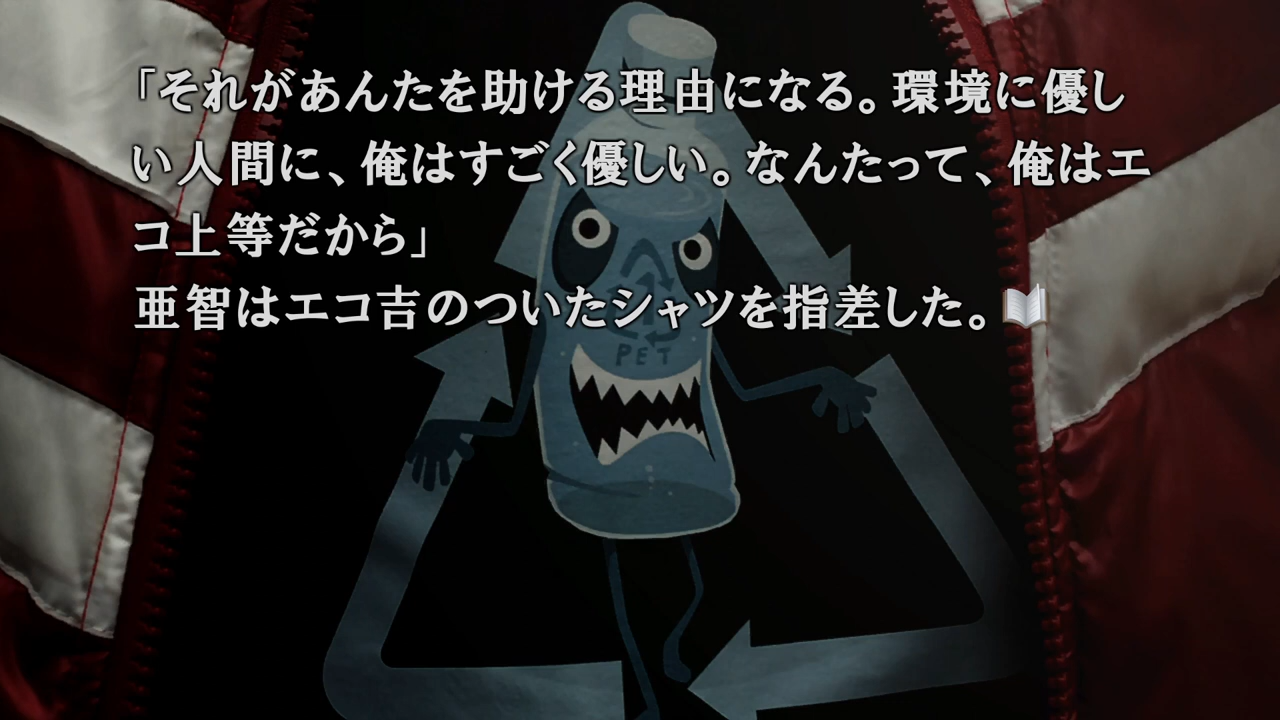 「それがあんたを助ける理由になる。環境に優し
い人間に、俺はすごく優しい。なんたって、俺はエ
コ上等だから」
亜智はエコ吉のついたシャツを指差した。
PET